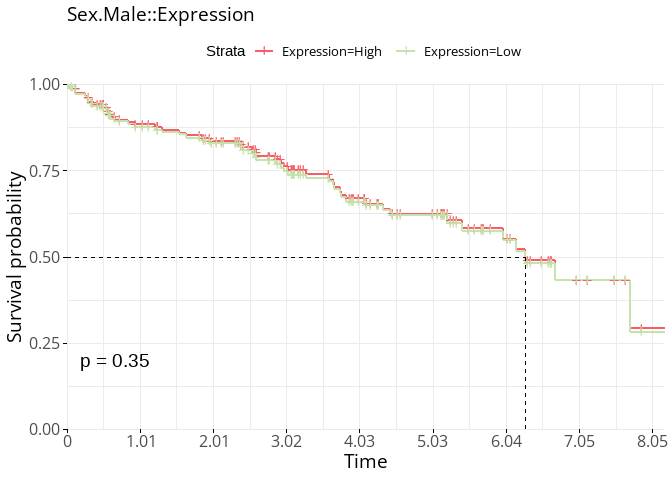 Sex.Male::Expression
Strata Expression=High Expression=Low
Survival probability
1.00
0.75
0.50
0.25
0.00
p = 0.35
0 1.01 2.01 3.02 4.03 5.03 6.04 7.05 8.05
Time